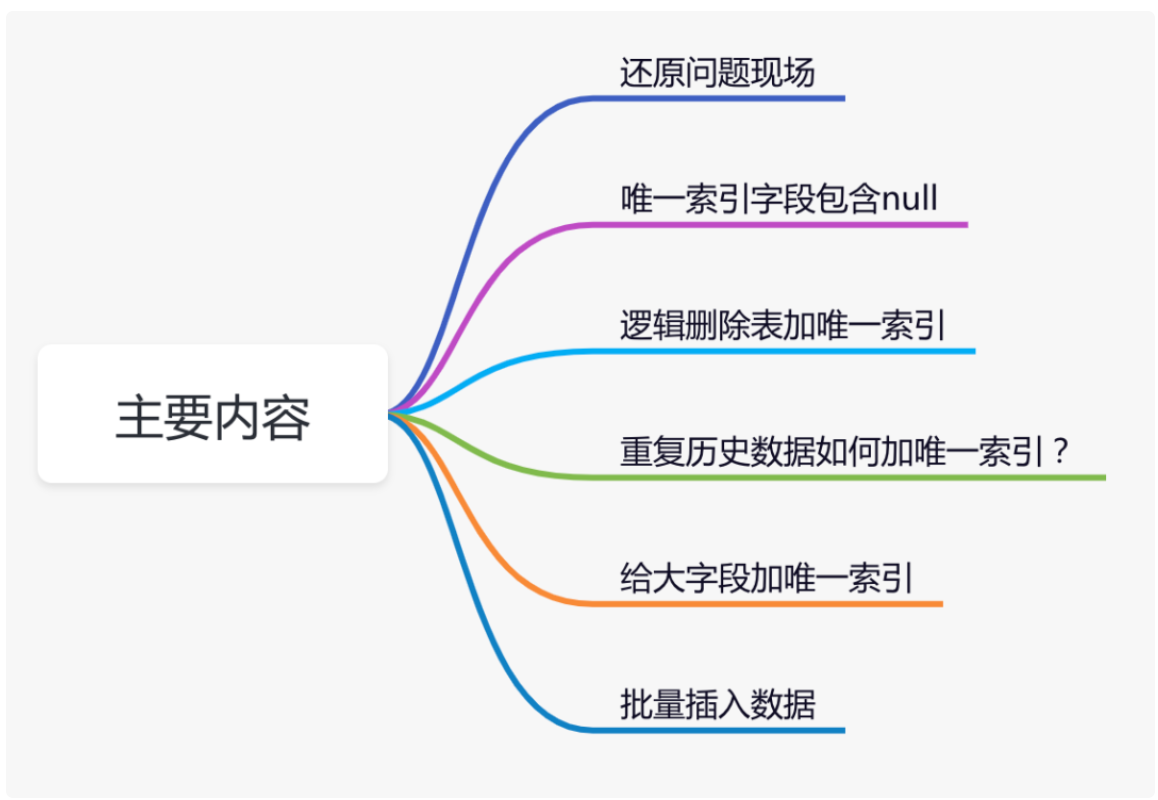 还原问题现场
唯一索引字段包含null
逻辑删除表加唯一索引
主要内容
重复历史数据如何加唯一索引？
给大字段加唯一索引
批量插入数据